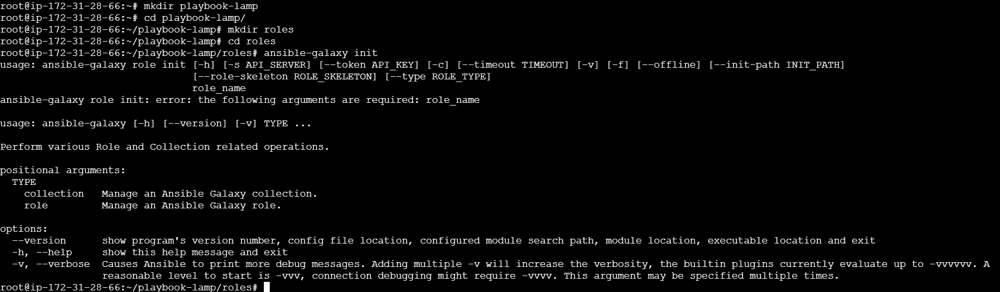 root@ip-172-31-28-66:~# mkdir playbook-lamp
root@ip-172-31-28-66:~# cd playbook-lamp/
root@ip-172-31-28-66:~/playbook-lamp# mkdir roles
root@ip-172-31-28-66:~/playbook-lamp# cd roles
root@ip-172-31-28-66:~/playbook-lamp/roles# ansible-galaxy init
usage: ansible-galaxy role init [-h] [-s API_SERVER] [--token API_KEY] [-c] [--timeout TIMEOUT] [-v] [-f] [--offline] [--init-path INIT_PATH]
                                [--role-skeleton ROLE_SKELETON] [--type ROLE_TYPE]
                                role_name
ansible-galaxy role init: error: the following arguments are required: role_name

usage: ansible-galaxy [-h] [--version] [-v] TYPE ...

Perform various Role and Collection related operations.

positional arguments:
  TYPE
    collection   Manage an Ansible Galaxy collection.
    role         Manage an Ansible Galaxy role.

options:
  --version      show program's version number, config file location, configured module search path, module location, executable location and exit
  -h, --help     show this help message and exit
  -v, --verbose  Causes Ansible to print more debug messages. Adding multiple -v will increase the verbosity, the builtin plugins currently evaluate up to -vvvvvv. A
                 reasonable level to start is -vvv, connection debugging might require -vvvv. This argument may be specified multiple times.
root@ip-172-31-28-66:~/playbook-lamp/roles#